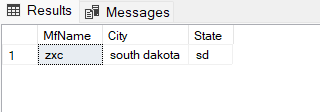 Results Messages
MfName City State
1 zxc south dakota sd